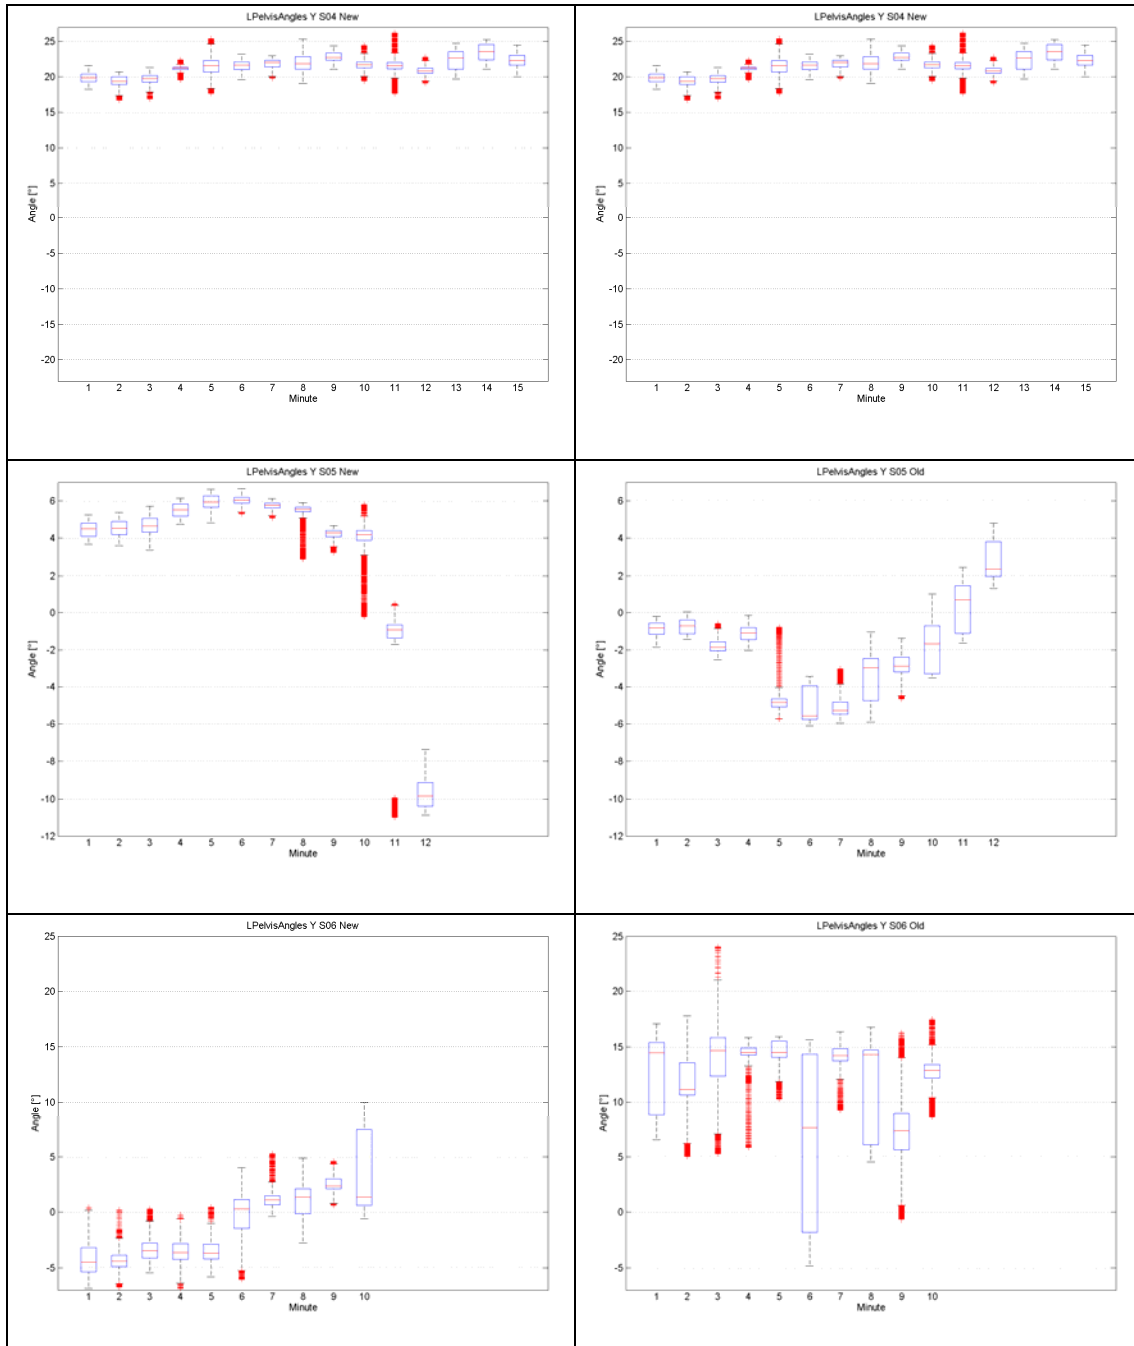 LPelvisAngles Y S04 New
25
20
15
10
5
0
-5
-10
-15
-20
Angle [°]
1 2 3 4 5 6 7 8 9 10 11 12 13 14 15
Minute
LPelvisAngles Y S04 New
25
20
15
10
5
0
-5
-10
-15
-20
Angle [°]
1 2 3 4 5 6 7 8 9 10 11 12 13 14 15
Minute
LPelvisAngles Y S05 New
6
4
2
0
-2
-4
-6
-8
-10
-12
Angle [°]
1 2 3 4 5 6 7 8 9 10 11 12
Minute
LPelvisAngles Y S05 Old
6
4
2
0
-2
-4
-6
-8
-10
-12
Angle [°]
1 2 3 4 5 6 7 8 9 10 11 12
Minute
LPelvisAngles Y S06 New
25
20
15
10
5
0
-5
Angle [°]
1 2 3 4 5 6 7 8 9 10
Minute
LPelvisAngles Y S06 Old
25
20
15
10
5
0
-5
Angle [°]
1 2 3 4 5 6 7 8 9 10
Minute